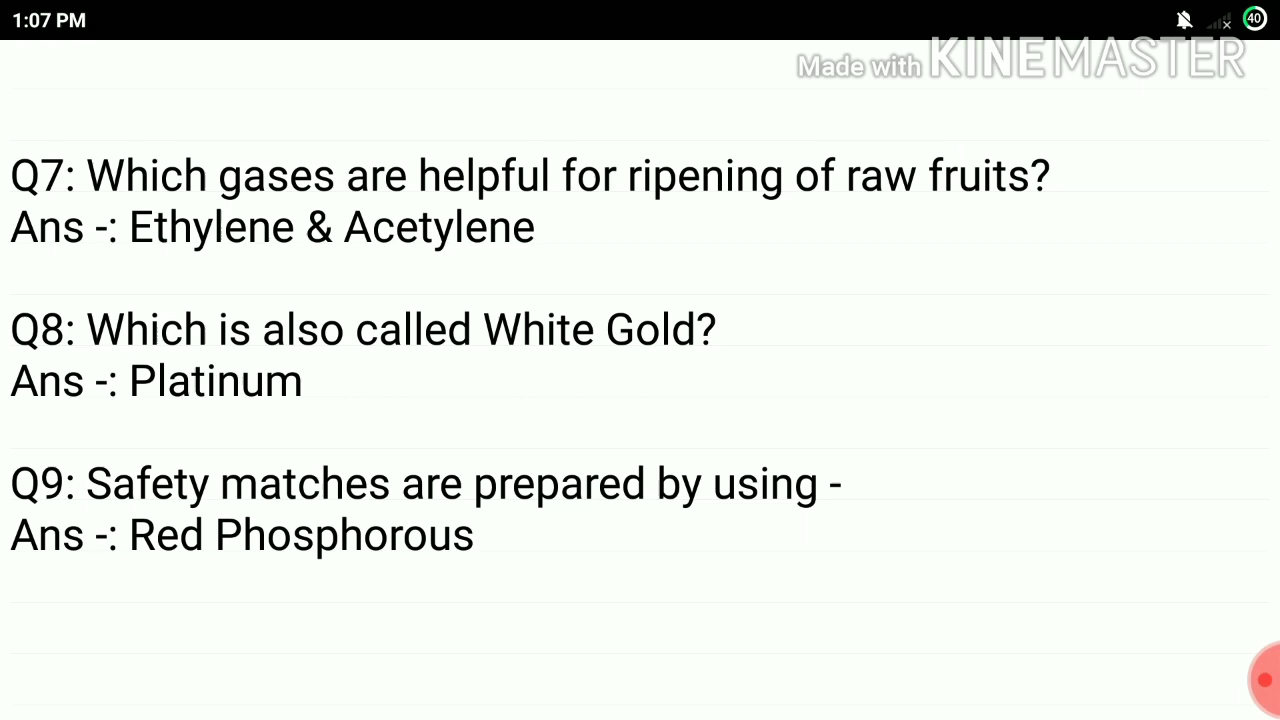 1:07 PM
40
Made with KINEMASTER
Q7: Which gases are helpful for ripening of raw fruits?
Ans -: Ethylene & Acetylene
Q8: Which is also called White Gold?
Ans -: Platinum
Q9: Safety matches are prepared by using -
Ans -: Red Phosphorous